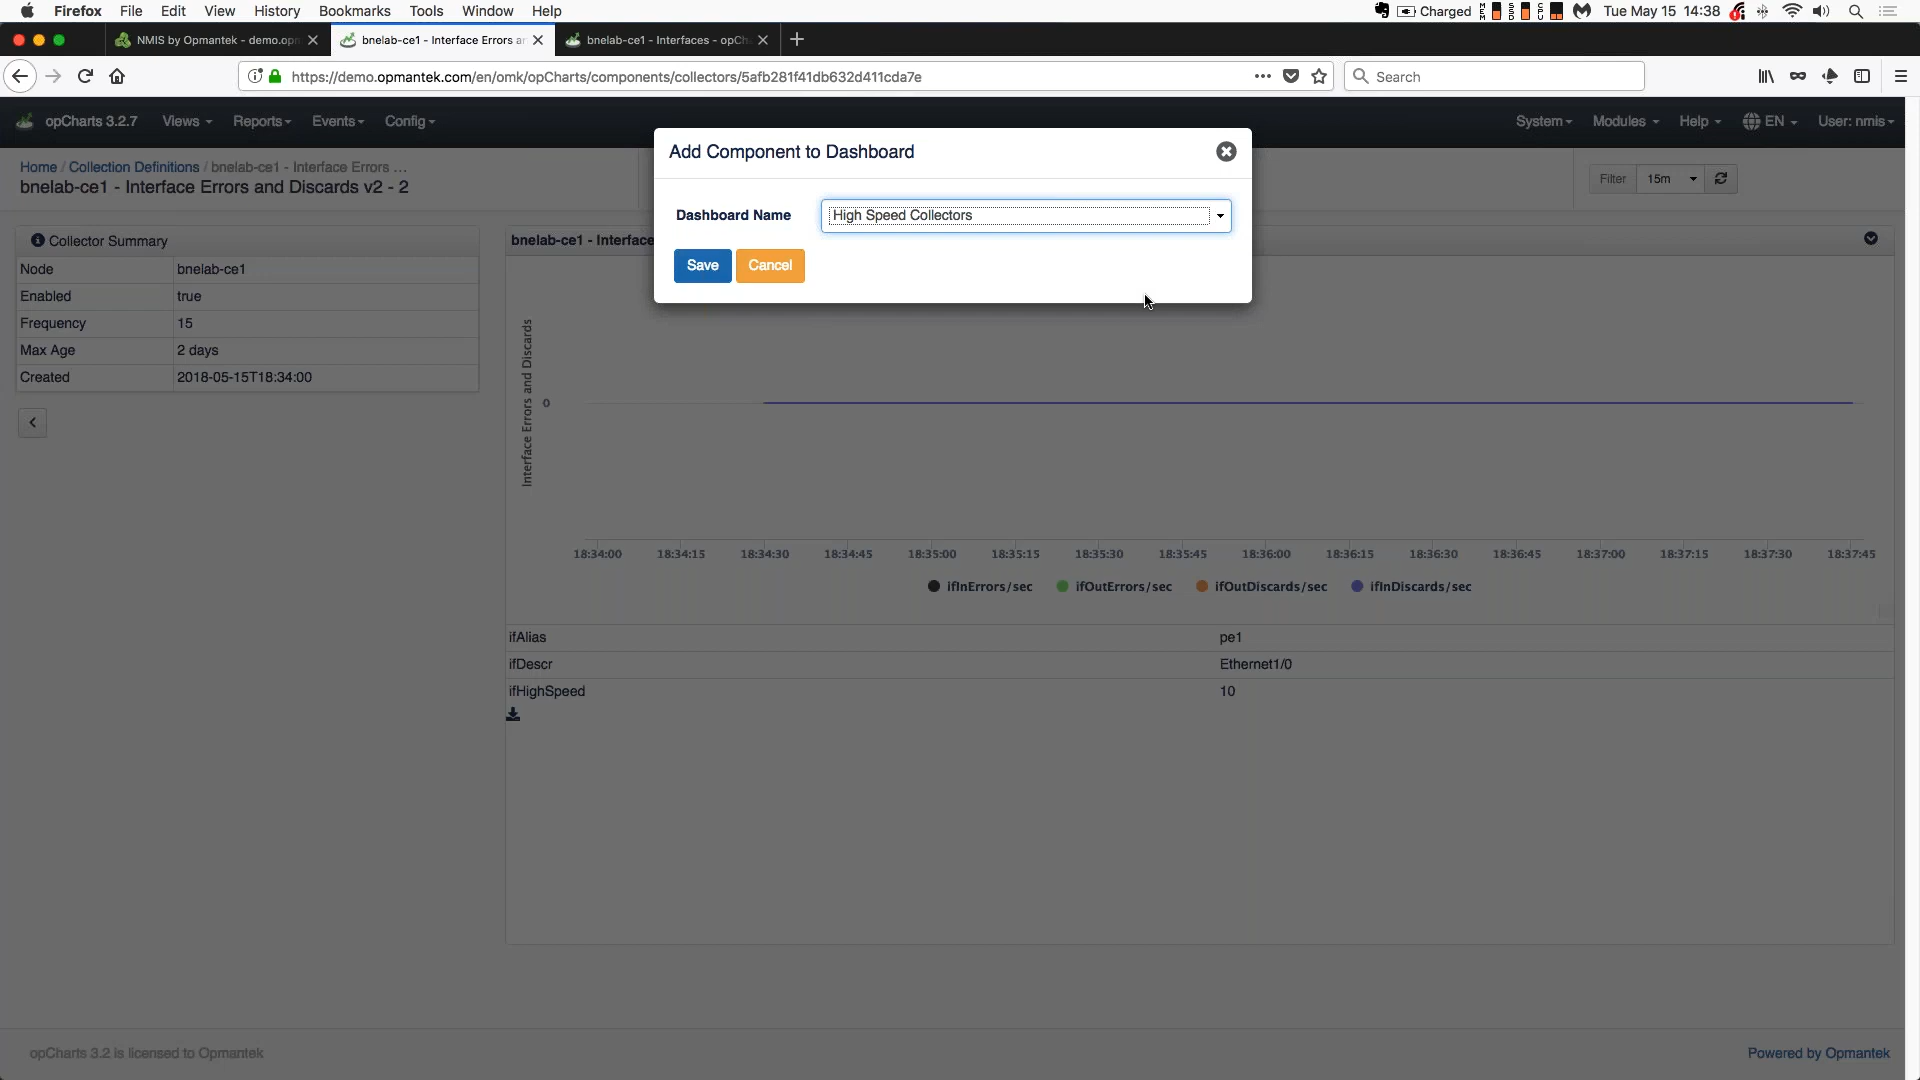 Firefox File Edit View History Bookmarks Tools Window Help Charged Tue May 15 14:38
NMIS by Opmantek - demo.opm
bnelab-ce1 - Interface Errors ar
bnelab-ce1 - Interfaces - opCh
https://demo.opmantek.com/en/omk/opCharts/components/collectors/5afb281f41db632d411cda7e
Search
opCharts 3.2.7 Views Reports Events Config System Modules Help EN User: nmis
Home / Collection Definitions / bnelab-ce1 - Interface Errors ...
bnelab-ce1 - Interface Errors and Discards v2 - 2
Filter 15m
Add Component to Dashboard
Dashboard Name High Speed Collectors
Save Cancel
Collector Summary
Node bnelab-ce1
Enabled true
Frequency 15
Max Age 2 days
Created 2018-05-15T18:34:00
bnelab-ce1 - Interface
Interface Errors and Discards
0
18:34:00 18:34:15 18:34:30 18:34:45 18:35:00 18:35:15 18:35:30 18:35:45 18:36:00 18:36:15 18:36:30 18:36:45 18:37:00 18:37:15 18:37:30 18:37:45
ifInErrors/sec ifOutErrors/sec ifOutDiscards/sec ifInDiscards/sec
ifAlias pe1
ifDescr Ethernet1/0
ifHighSpeed 10
opCharts 3.2 is licensed to Opmantek
Powered by Opmantek